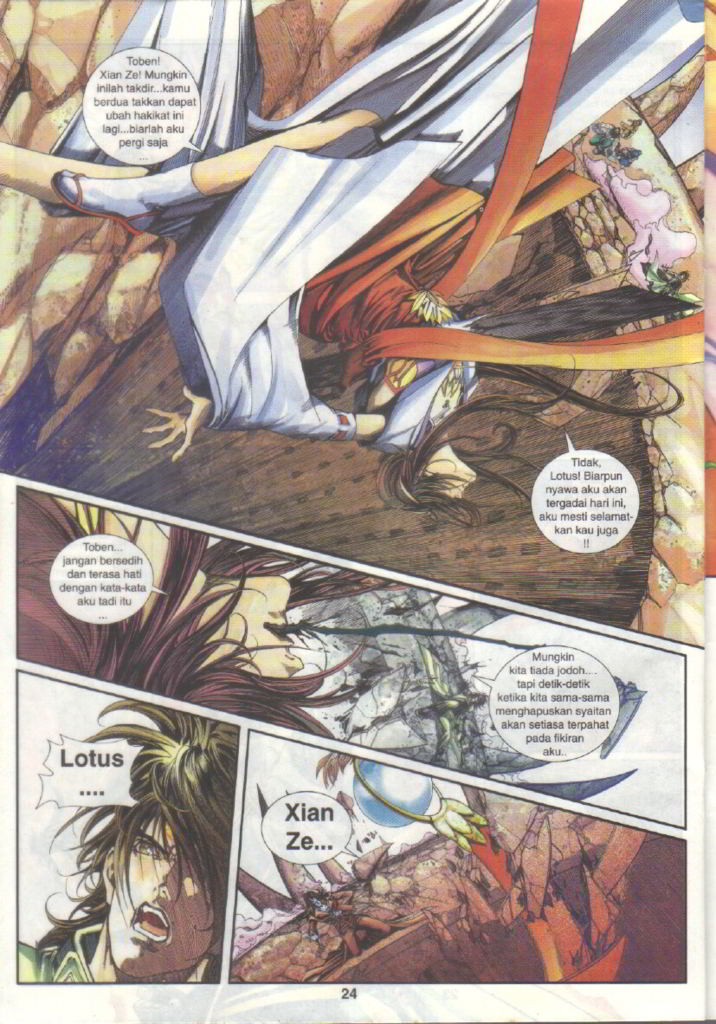 Toben!
Xian Ze! Mungkin
inilah takdir...kamu
berdua takkan dapat
ubah hakikat ini
lagi...biarlah aku
pergi saja
...
Tidak,
Lotus! Biarpun
nyawa aku akan
tergadai hari ini,
aku mesti selamat-
kan kau juga
!!
Toben...
jangan bersedih
dan terasa hati
dengan kata-kata
aku tadi itu
...
Mungkin
kita tiada jodoh....
tapi detik-detik
ketika kita sama-sama
menghapuskan syaitan
akan setiasa terpahat
pada fikiran
aku..
Lotus
....
Xian
Ze...
24